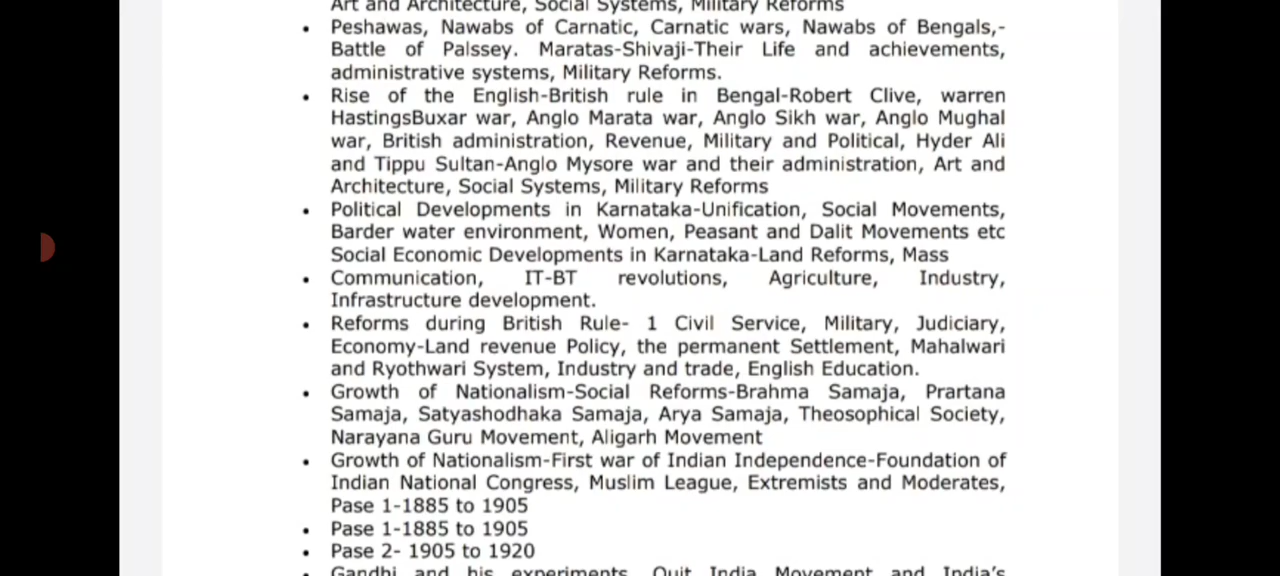 Art and Architecture, Social Systems, Military Reforms
• Peshawas, Nawabs of Carnatic, Carnatic wars, Nawabs of Bengals,-
Battle of Palssey. Maratas-Shivaji-Their Life and achievements,
administrative systems, Military Reforms.
• Rise of the English-British rule in Bengal-Robert Clive, warren
HastingsBuxar war, Anglo Marata war, Anglo Sikh war, Anglo Mughal
war, British administration, Revenue, Military and Political, Hyder Ali
and Tippu Sultan-Anglo Mysore war and their administration, Art and
Architecture, Social Systems, Military Reforms
• Political Developments in Karnataka-Unification, Social Movements,
Barder water environment, Women, Peasant and Dalit Movements etc
Social Economic Developments in Karnataka-Land Reforms, Mass
• Communication, IT-BT revolutions, Agriculture, Industry,
Infrastructure development.
• Reforms during British Rule- 1 Civil Service, Military, Judiciary,
Economy-Land revenue Policy, the permanent Settlement, Mahalwari
and Ryothwari System, Industry and trade, English Education.
• Growth of Nationalism-Social Reforms-Brahma Samaja, Prartana
Samaja, Satyashodhaka Samaja, Arya Samaja, Theosophical Society,
Narayana Guru Movement, Aligarh Movement
• Growth of Nationalism-First war of Indian Independence-Foundation of
Indian National Congress, Muslim League, Extremists and Moderates,
Pase 1-1885 to 1905
• Pase 1-1885 to 1905
• Pase 2- 1905 to 1920
• Gandhi and his experiments, Quit India Movement and India's